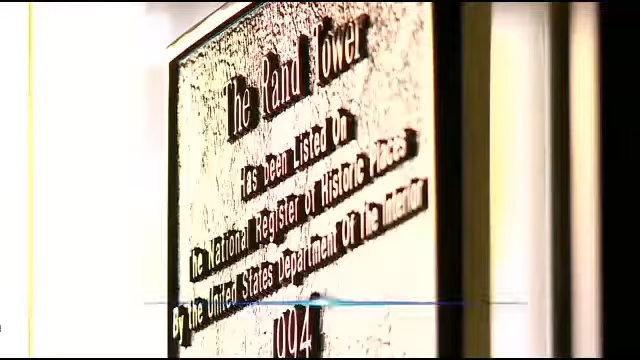 The Rand Tower
Has Been Listed On
The National Register of Historic Places
By the United States Department Of The Interior